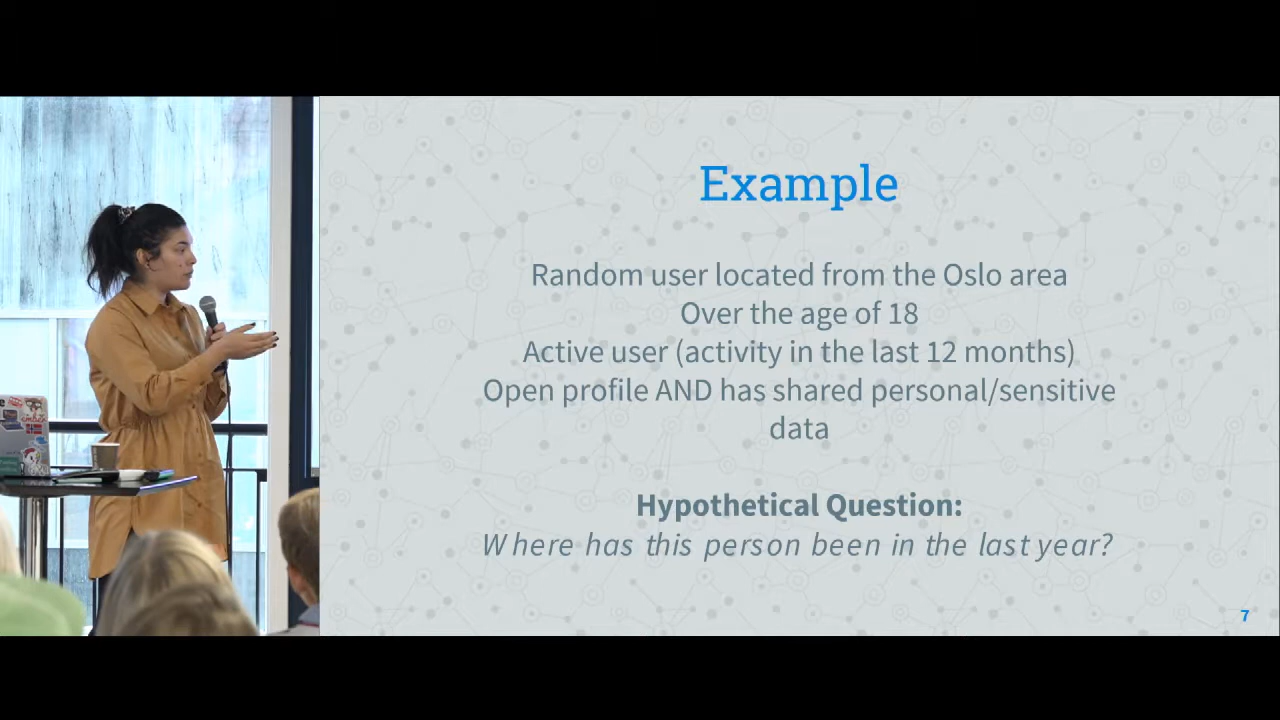 Example
Random user located from the Oslo area
Over the age of 18
Active user (activity in the last 12 months)
Open profile AND has shared personal/sensitive
data
Hypothetical Question:
Where has this person been in the last year?
7